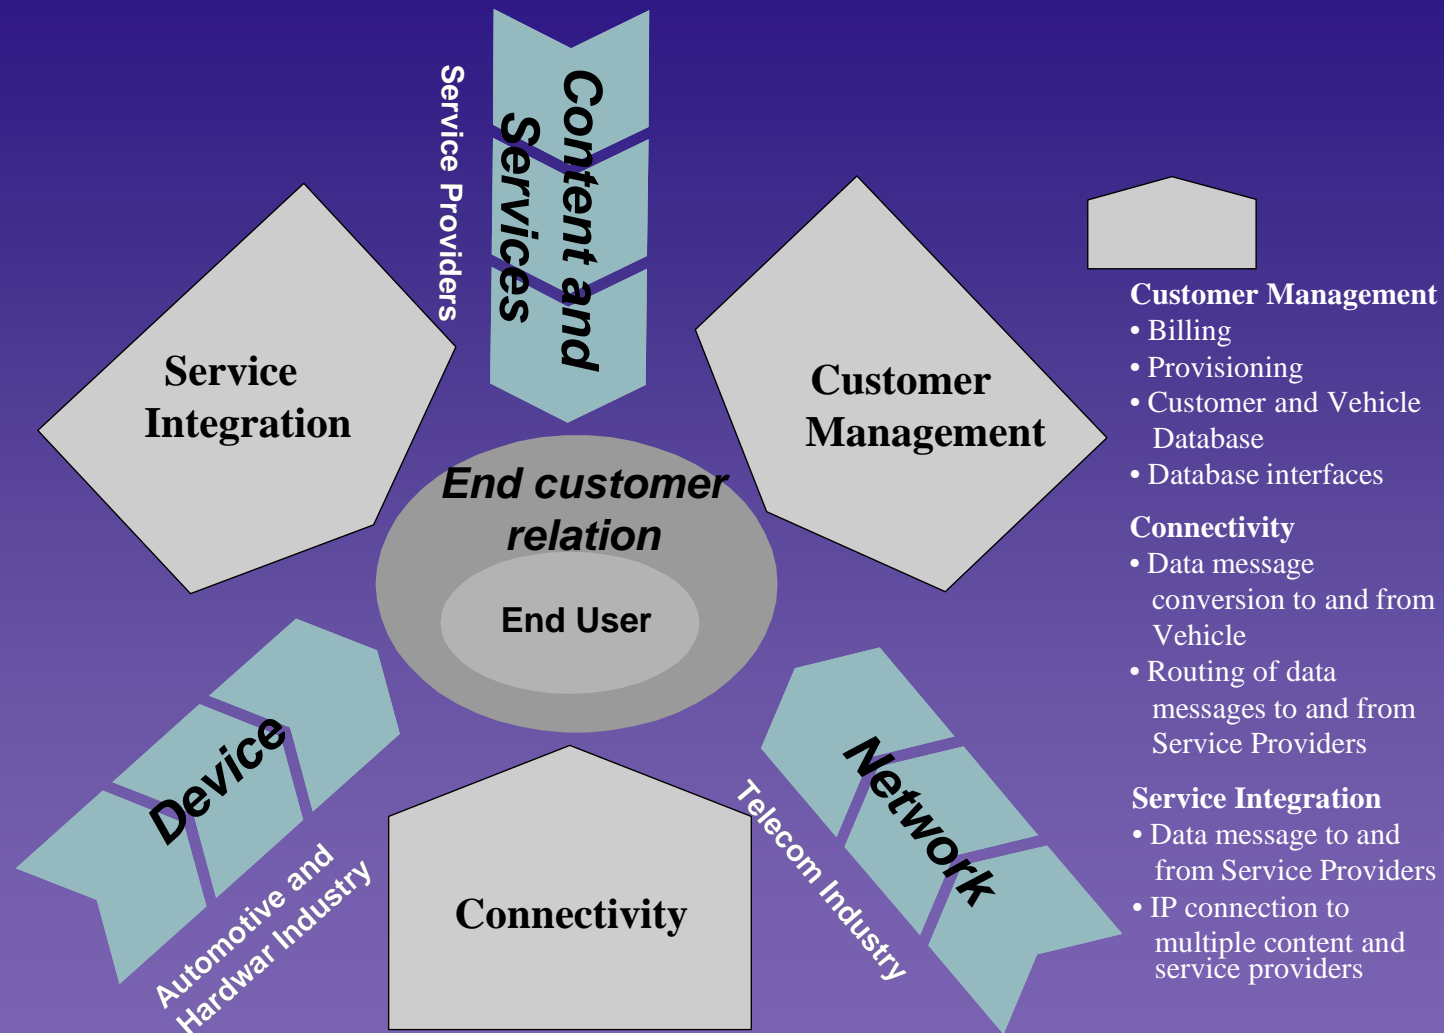 Service Providers
Content and
Services
Service
Integration
Customer
Management
End customer
relation
End User
Device
Automotive and
Hardwar Industry
Connectivity
Network
Telecom Industry
Customer Management
• Billing
• Provisioning
• Customer and Vehicle
Database
• Database interfaces
Connectivity
• Data message
conversion to and from
Vehicle
• Routing of data
messages to and from
Service Providers
Service Integration
• Data message to and
from Service Providers
• IP connection to
multiple content and
service providers